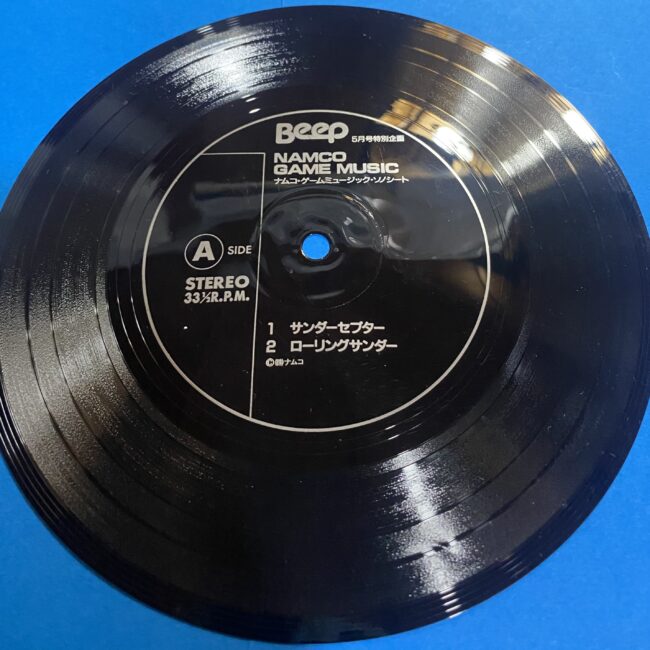 Beep 5月号特別企画
NAMCO
GAME MUSIC
ナムコ・ゲームミュージック・ソノシート
A SIDE
STEREO
33⅓R.P.M.
1 サンダーセプター
2 ローリングサンダー
©㈱ナムコ